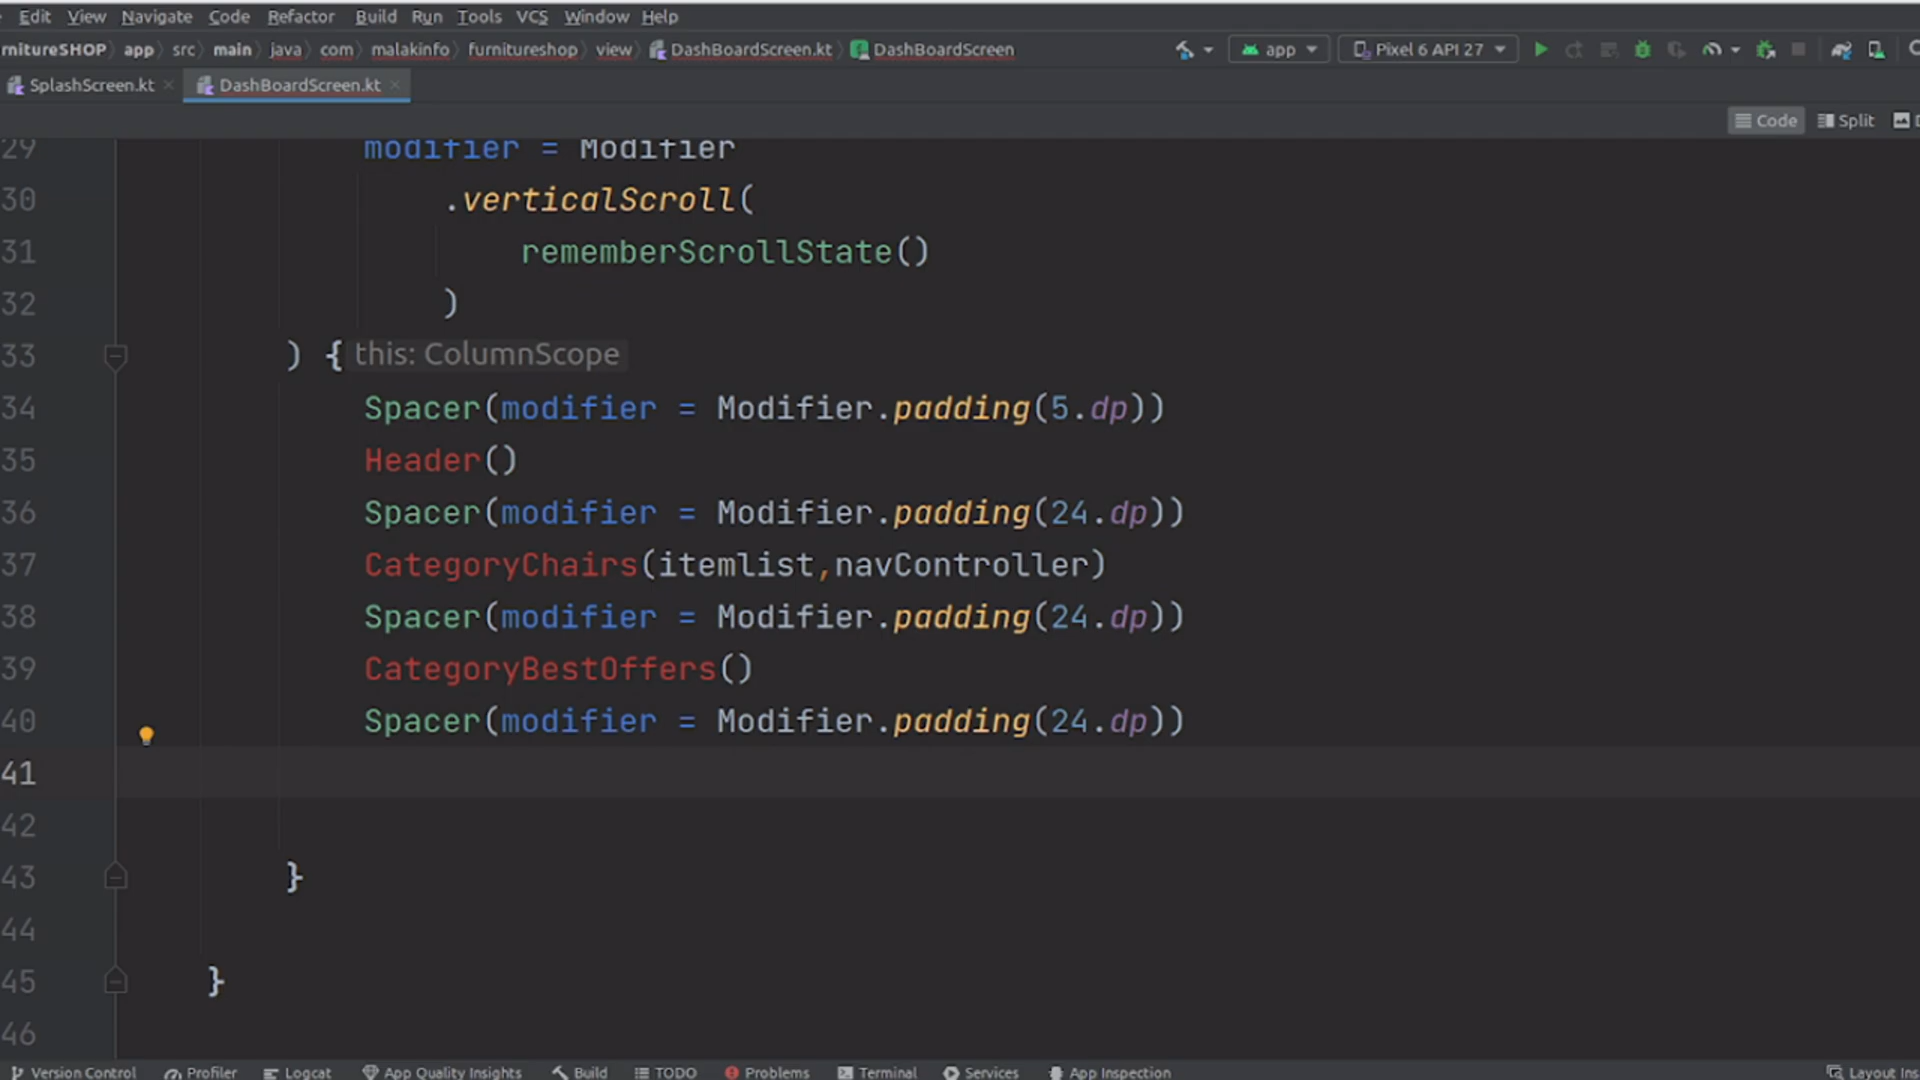 Edit View Navigate Code Refactor Build Run Tools VCS Window Help
rnitureSHOP app src main java com malakinfo furnitureshop view DashBoardScreen.kt DashBoardScreen app Pixel 6 API 27
SplashScreen.kt DashBoardScreen.kt
Code Split
29 modifier = Modifier
30 .verticalScroll(
31 rememberScrollState()
32 )
33 ) { this: ColumnScope
34 Spacer(modifier = Modifier.padding(5.dp))
35 Header()
36 Spacer(modifier = Modifier.padding(24.dp))
37 CategoryChairs(itemlist,navController)
38 Spacer(modifier = Modifier.padding(24.dp))
39 CategoryBestOffers()
40 Spacer(modifier = Modifier.padding(24.dp))
41
42
43 }
44
45 }
46
Version Control Profiler Logcat App Quality Insights Build TODO Problems Terminal Services App Inspection Layout Ins